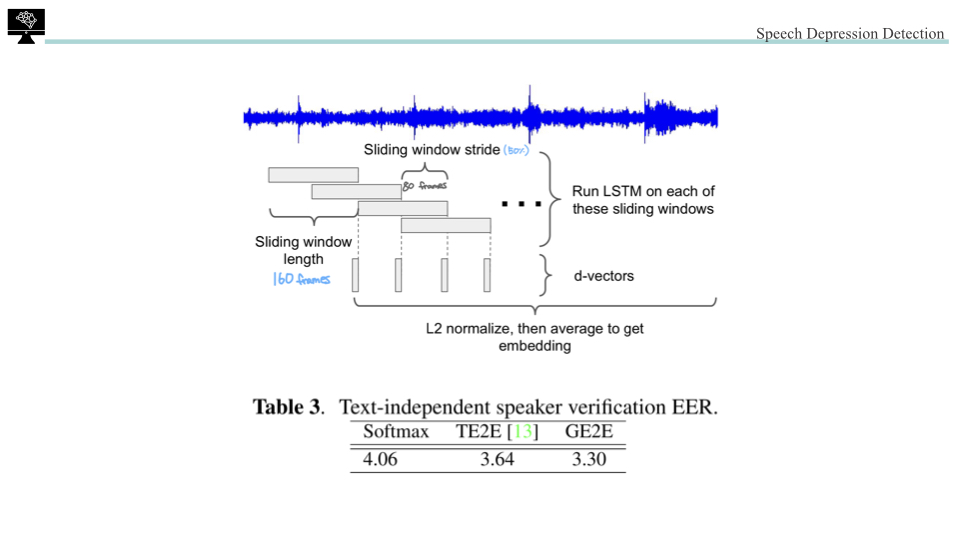 Speech Depression Detection
Sliding window stride (50%)
80 frames
Run LSTM on each of
these sliding windows
Sliding window
length
160 frames
d-vectors
L2 normalize, then average to get
embedding
Table 3. Text-independent speaker verification EER.
Softmax TE2E [13] GE2E
4.06 3.64 3.30